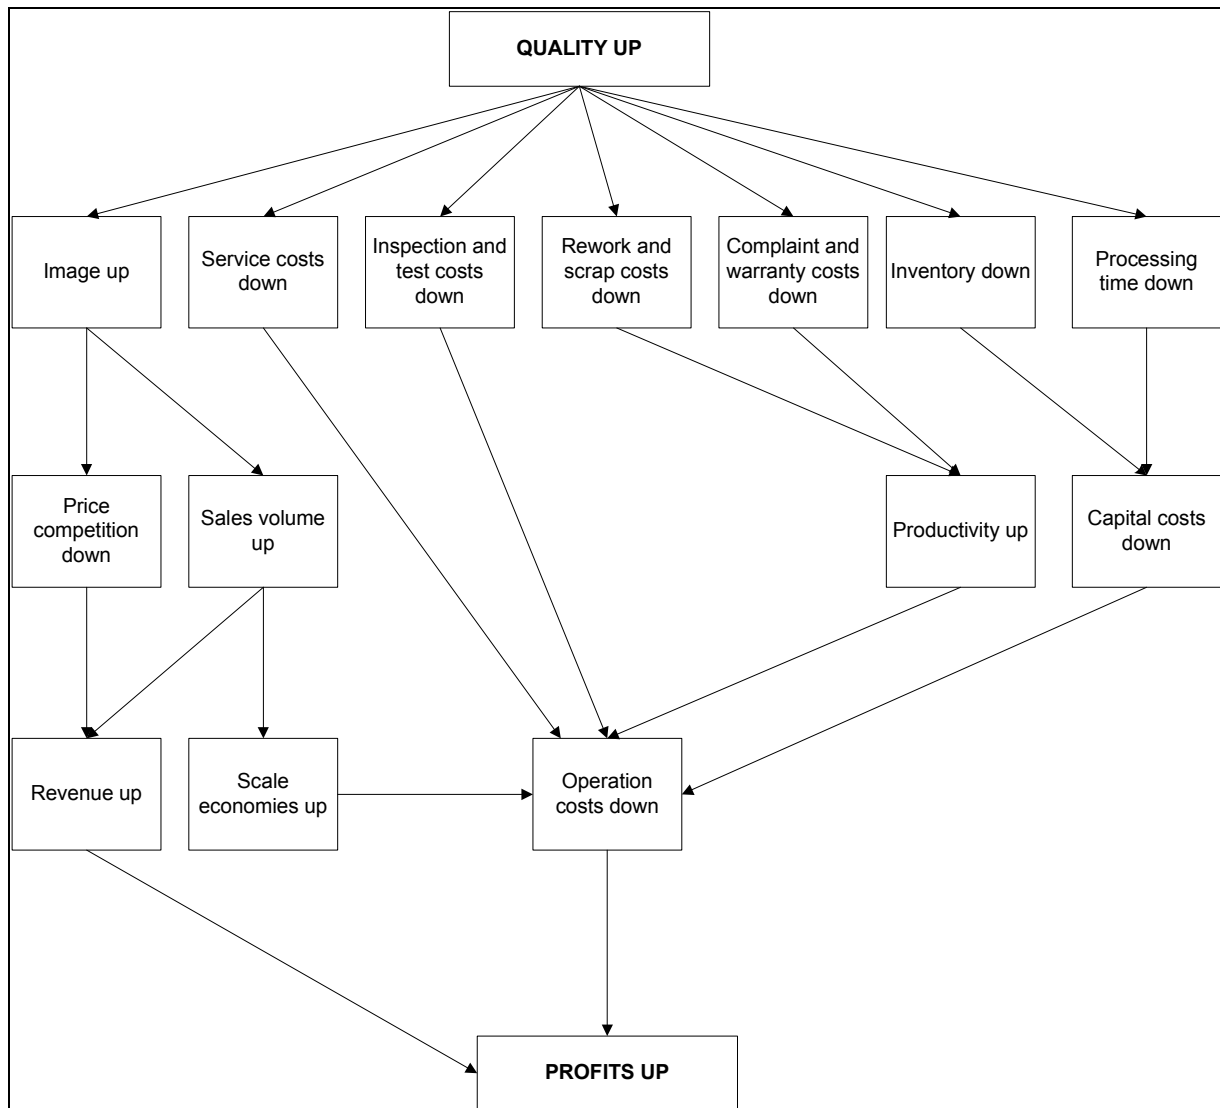 QUALITY UP
Image up
Service costs
down
Inspection and
test costs
down
Rework and
scrap costs
down
Complaint and
warranty costs
down
Inventory down
Processing
time down
Price
competition
down
Sales volume
up
Productivity up
Capital costs
down
Revenue up
Scale
economies up
Operation
costs down
PROFITS UP